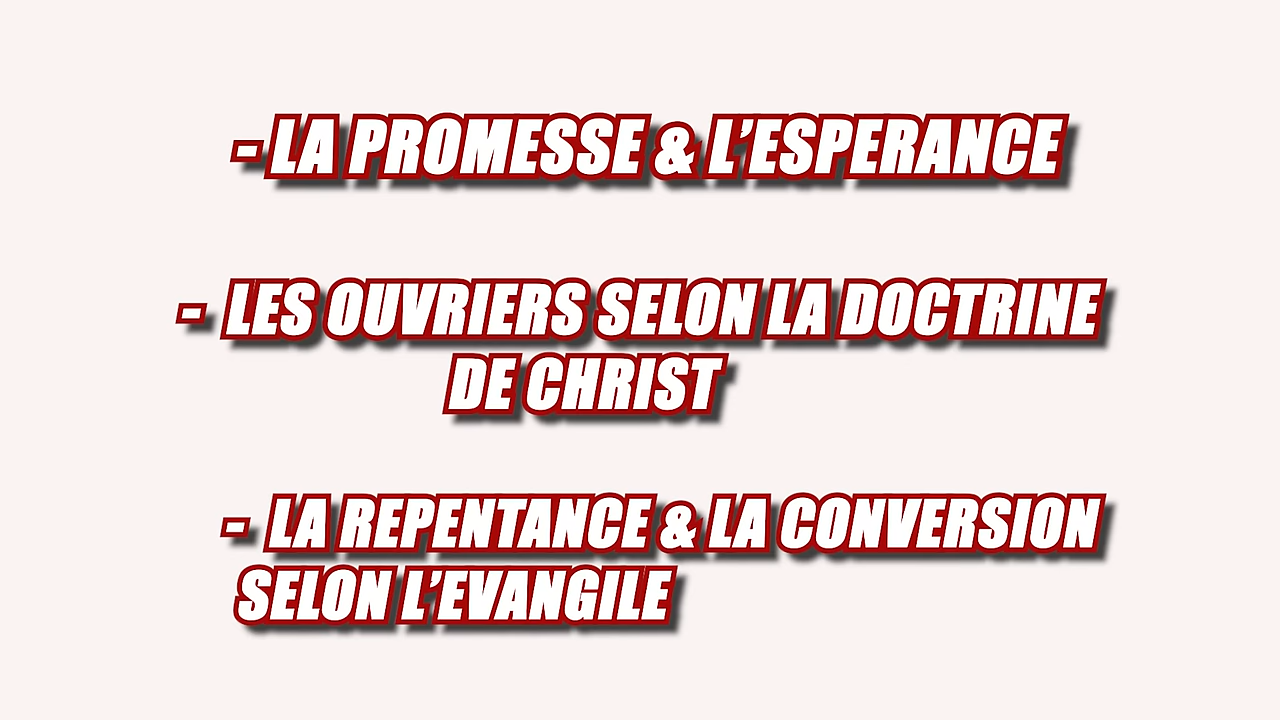 - LA PROMESSE & L’ESPERANCE
- LES OUVRIERS SELON LA DOCTRINE
DE CHRIST
- LA REPENTANCE & LA CONVERSION
SELON L’EVANGILE